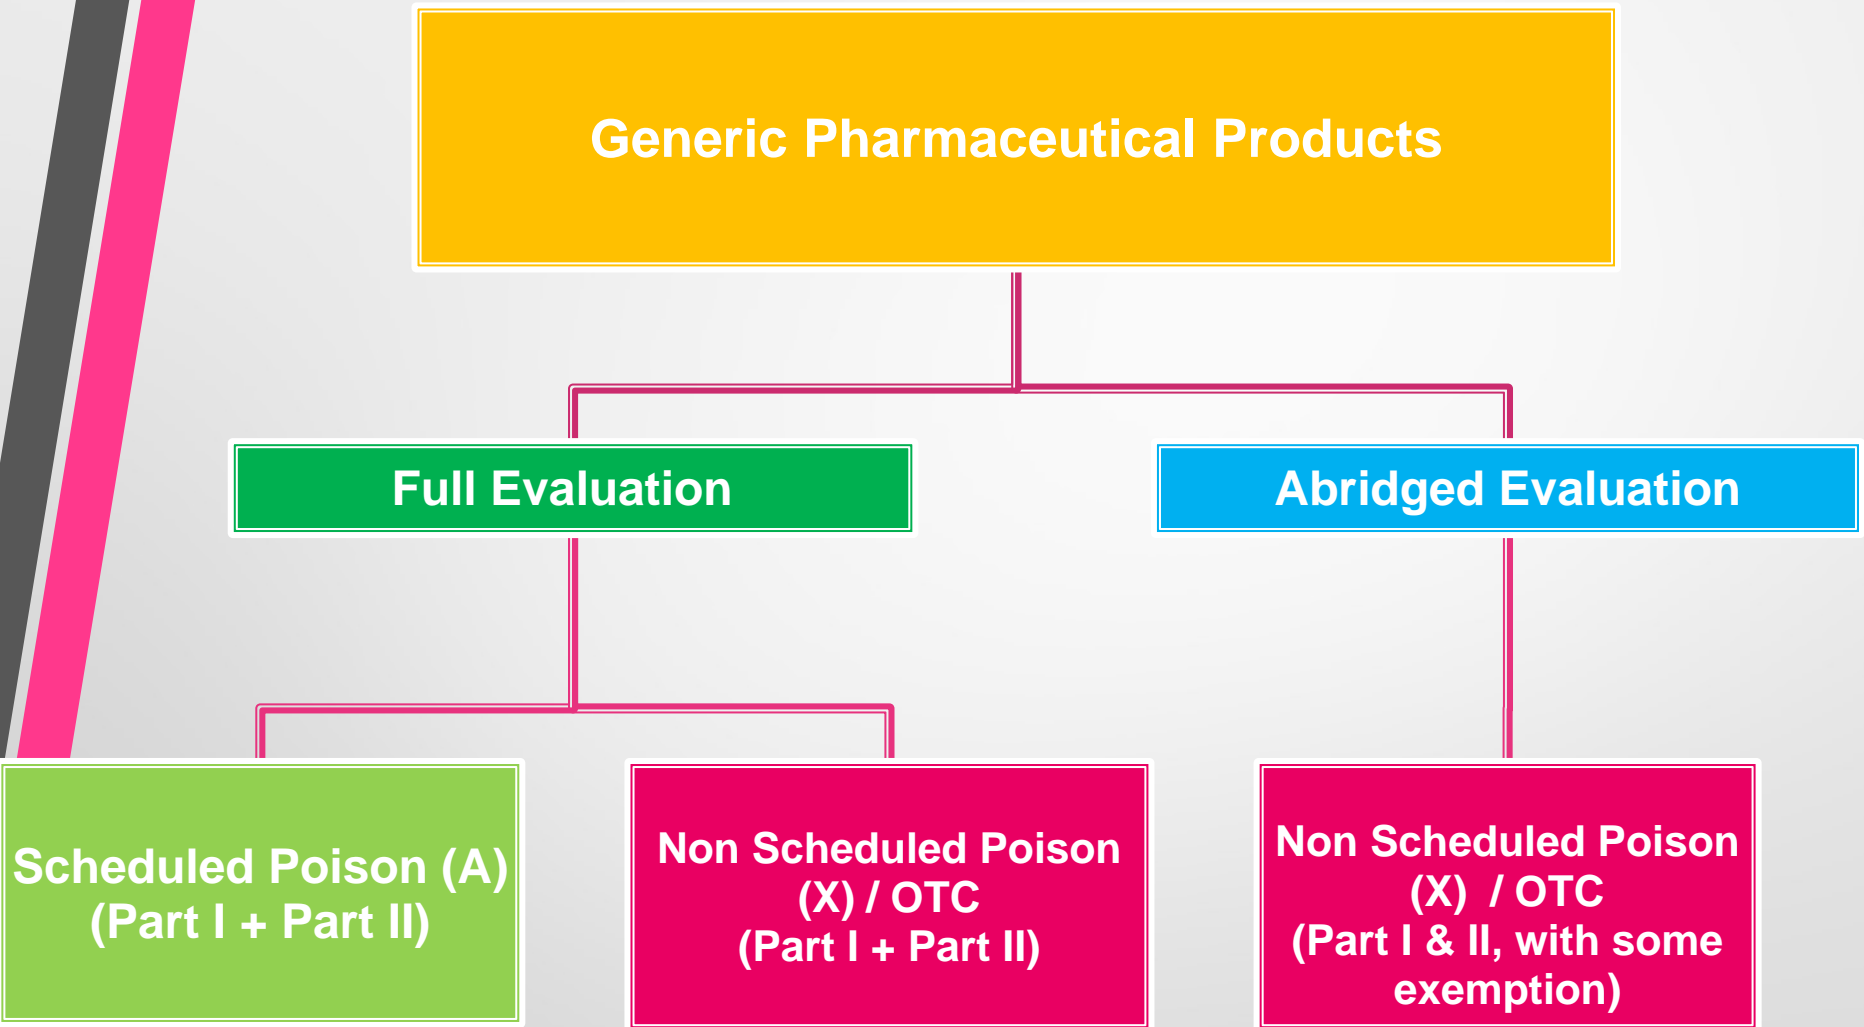 Generic Pharmaceutical Products
Full Evaluation
Abridged Evaluation
Scheduled Poison (A)
(Part I + Part II)
Non Scheduled Poison
(X) / OTC
(Part I + Part II)
Non Scheduled Poison
(X)  / OTC
(Part I & II, with some
exemption)